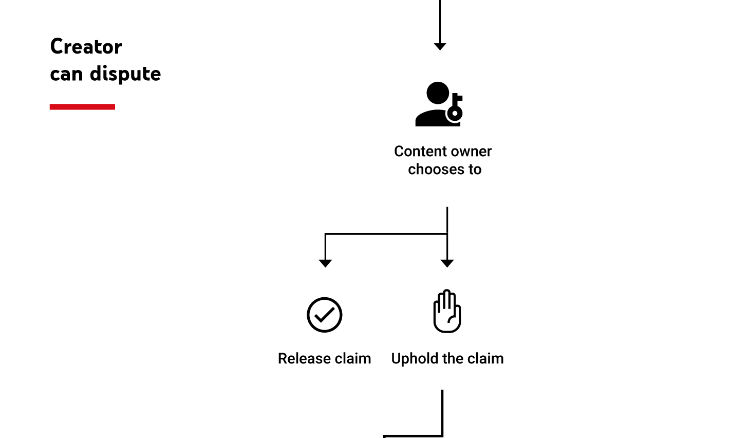 Creator
can dispute
Content owner
chooses to
Release claim
Uphold the claim